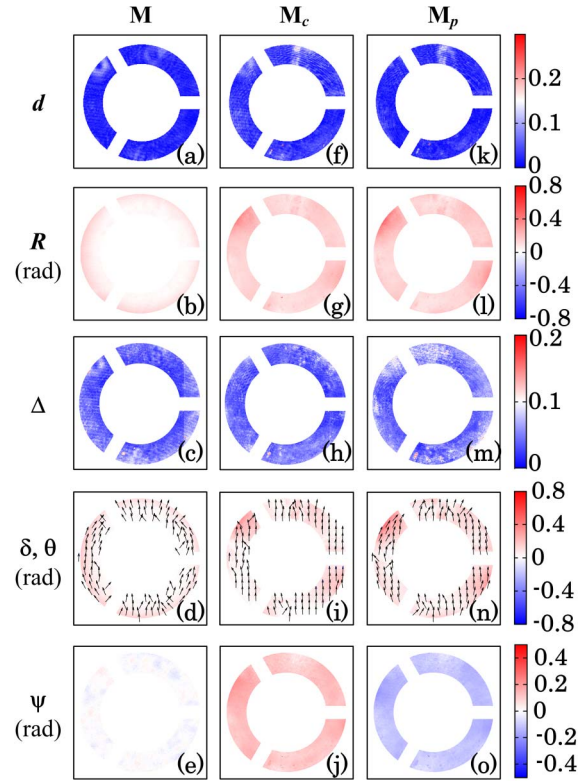 M M_c M_p
d (a) (f) (k) 0.2 0.1 0
R (rad) (b) (g) (l) 0.8 0.4 0 -0.4 -0.8
Δ (c) (h) (m) 0.2 0.1 0
δ, θ (rad) (d) (i) (n) 0.8 0.4 0 -0.4 -0.8
ψ (rad) (e) (j) (o) 0.4 0.2 0 -0.2 -0.4